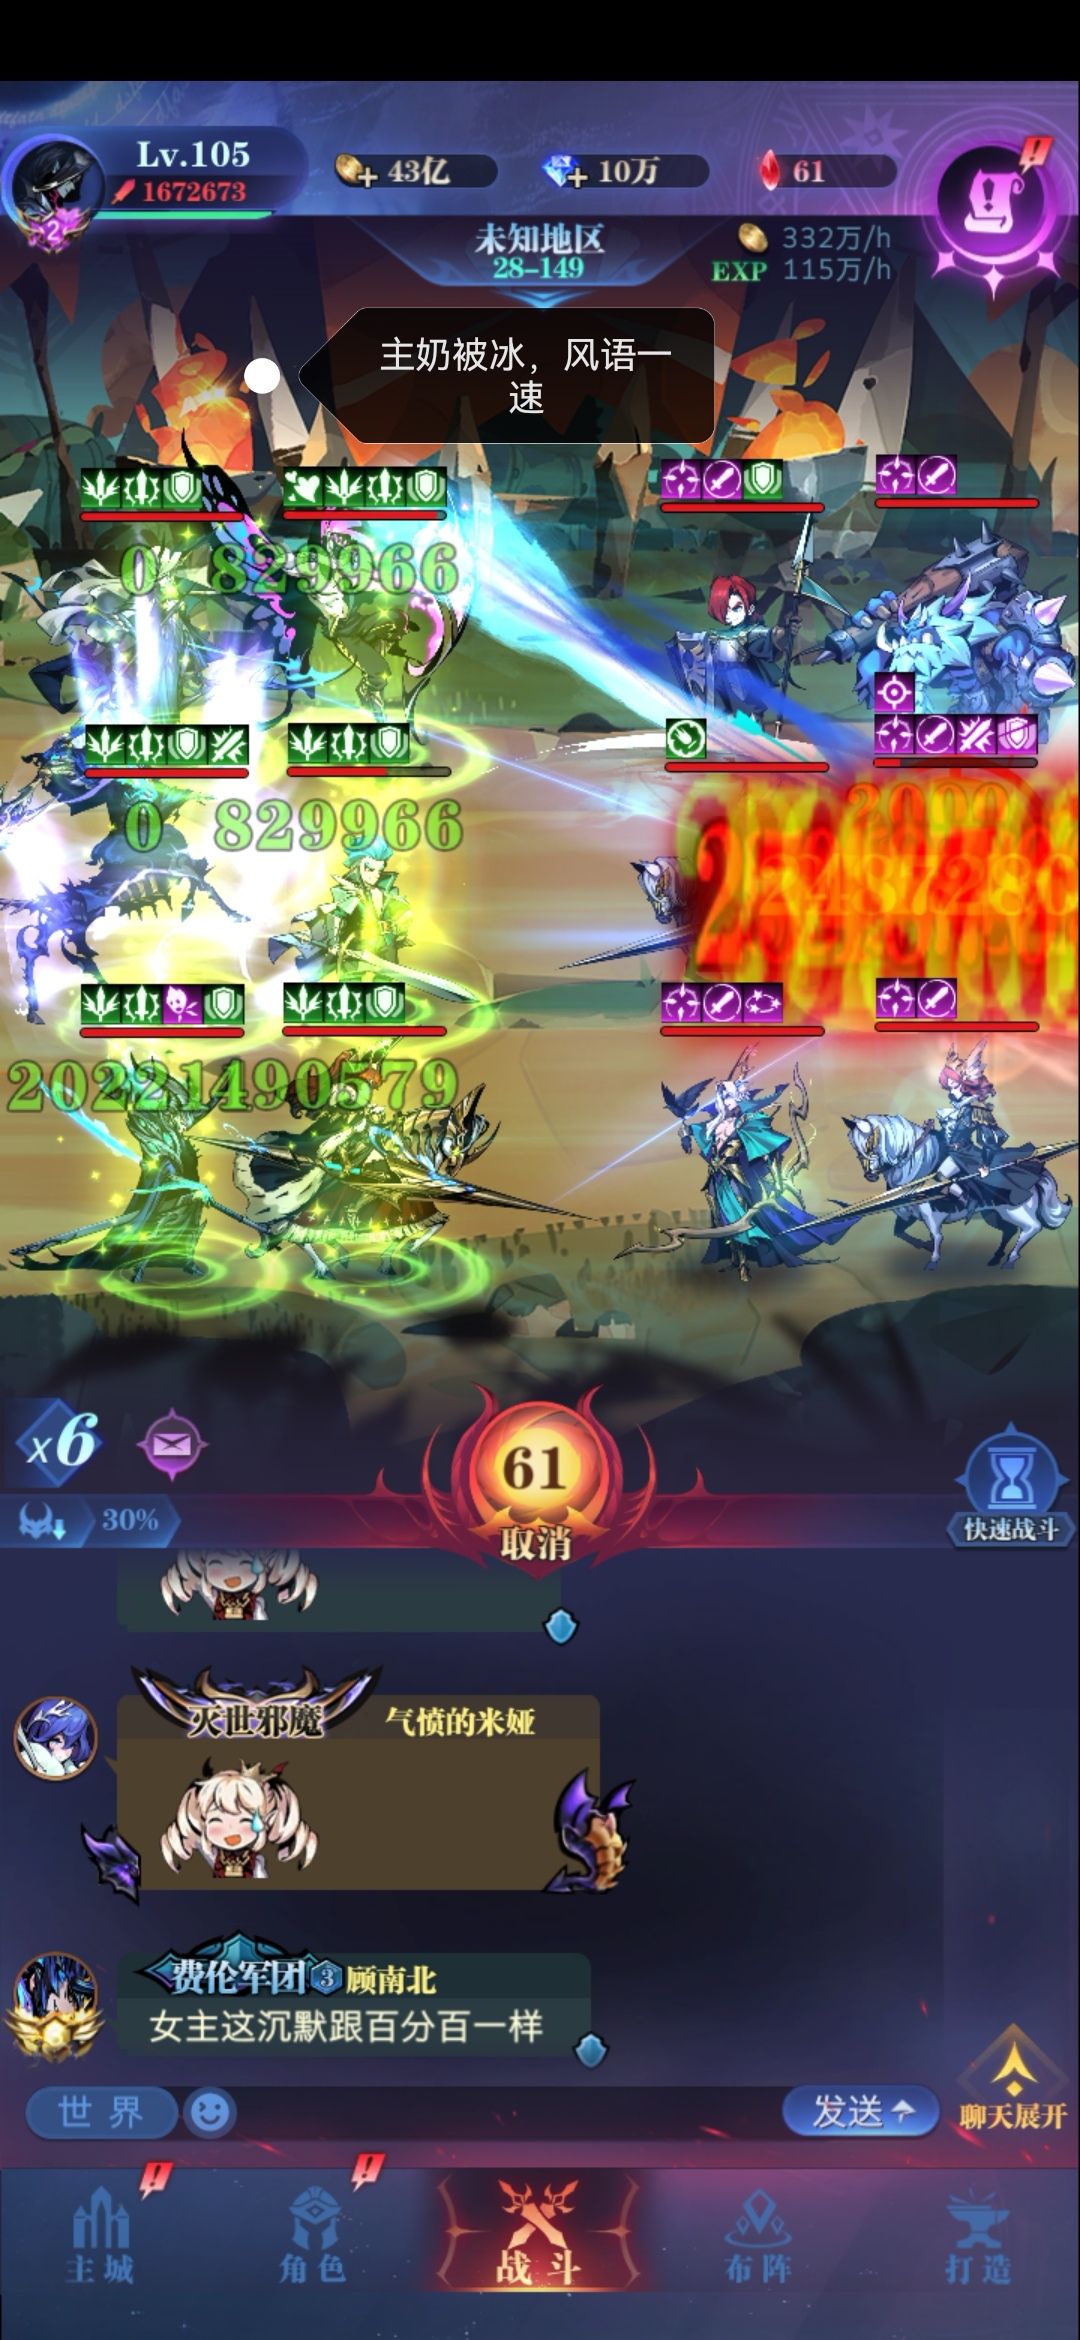 Lv.105
1672673
2
43亿
10万
61
未知地区
28-149
332万/h
EXP 115万/h
主奶被冰，风语一
速
0 829966
0 829966
20221490579
x6
61
取消
30%
快速战斗
灭世邪魔 气愤的米娅
费伦军团 3 顾南北
女主这沉默跟百分百一样
世界
发送
聊天展开
主城
角色
战斗
布阵
打造